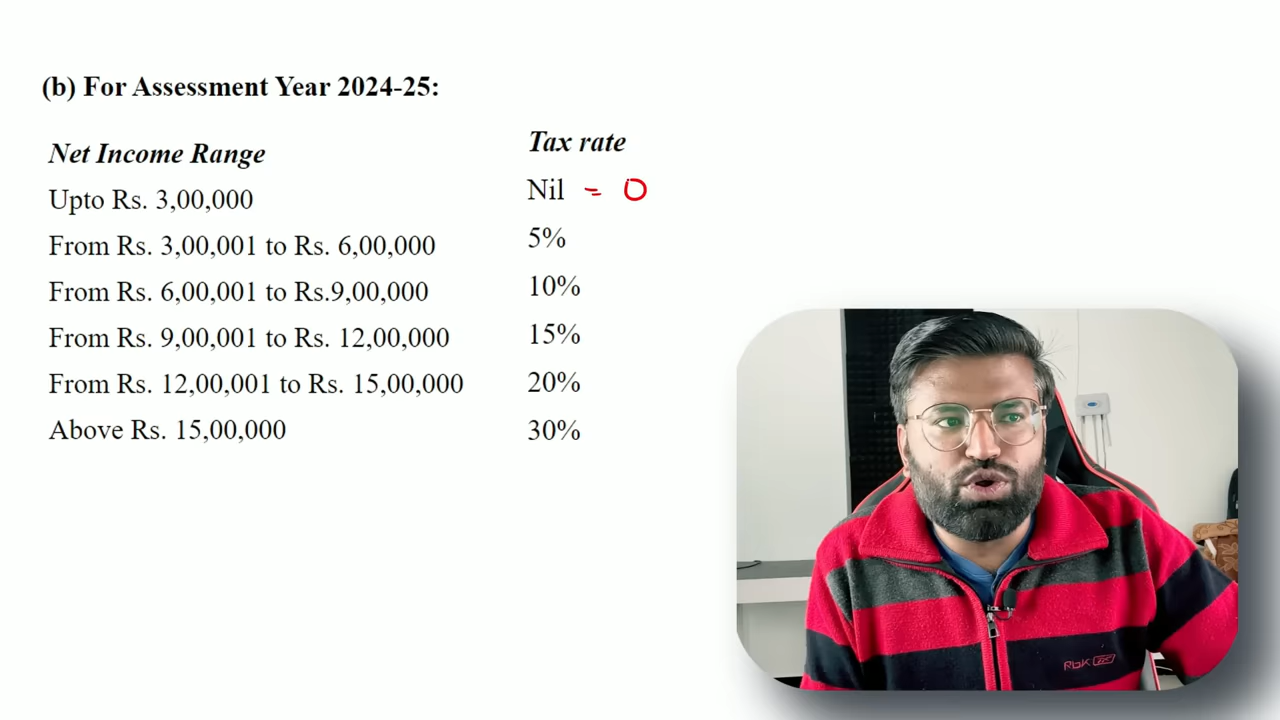 (b) For Assessment Year 2024-25:
Net Income Range Tax rate
Upto Rs. 3,00,000 Nil = 0
From Rs. 3,00,001 to Rs. 6,00,000 5%
From Rs. 6,00,001 to Rs.9,00,000 10%
From Rs. 9,00,001 to Rs. 12,00,000 15%
From Rs. 12,00,001 to Rs. 15,00,000 20%
Above Rs. 15,00,000 30%
RbK